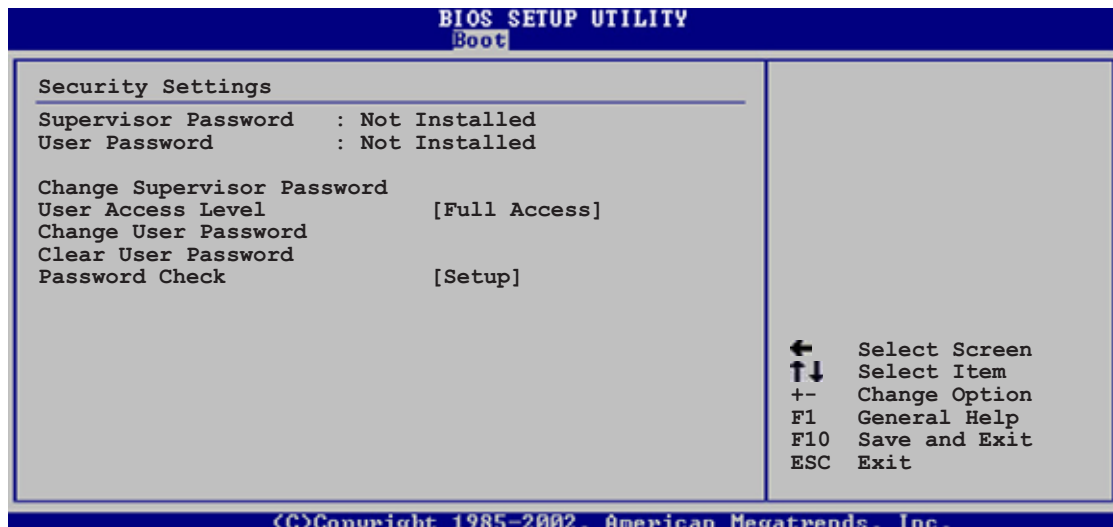 BIOS SETUP UTILITY
Boot
Security Settings
Supervisor Password : Not Installed
User Password : Not Installed
Change Supervisor Password
User Access Level [Full Access]
Change User Password
Clear User Password
Password Check [Setup]
← Select Screen
↑↓ Select Item
+- Change Option
F1 General Help
F10 Save and Exit
ESC Exit
(C)Copyright 1985-2002, American Megatrends, Inc.